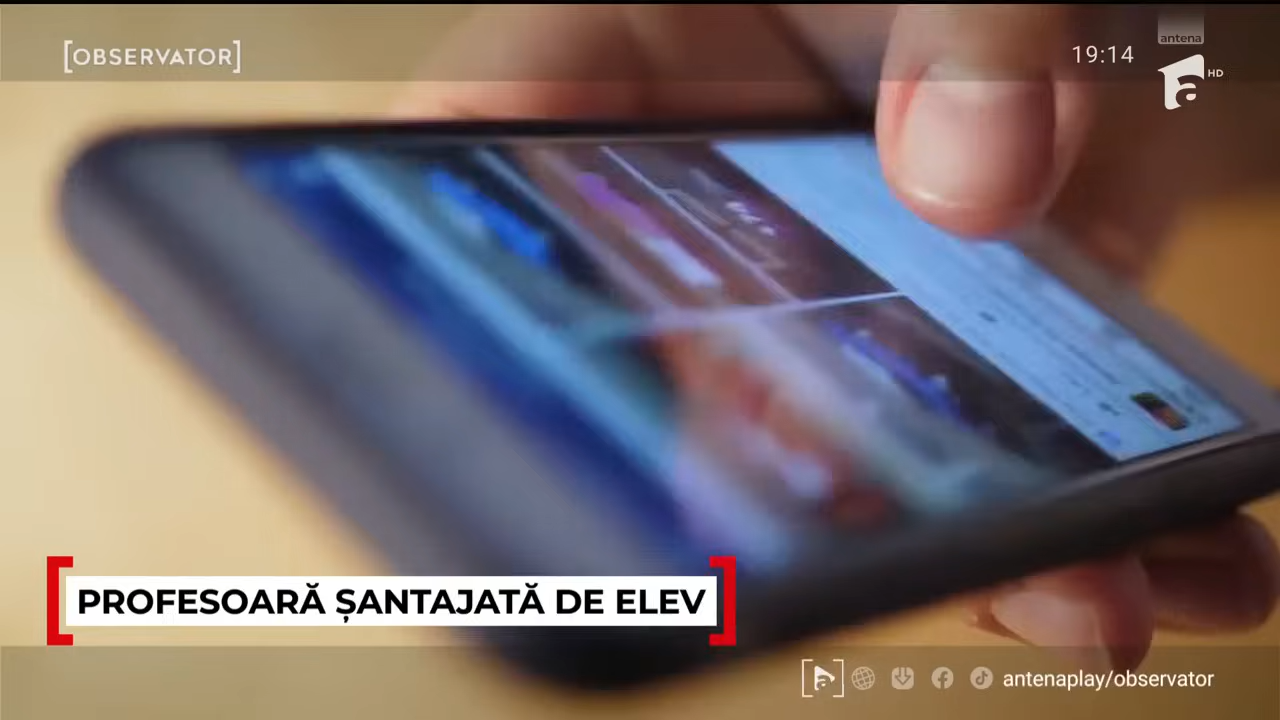 [OBSERVATOR]
19:14
antena
a HD
PROFESOARĂ ȘANTAJATĂ DE ELEV
a antenaplay/observator